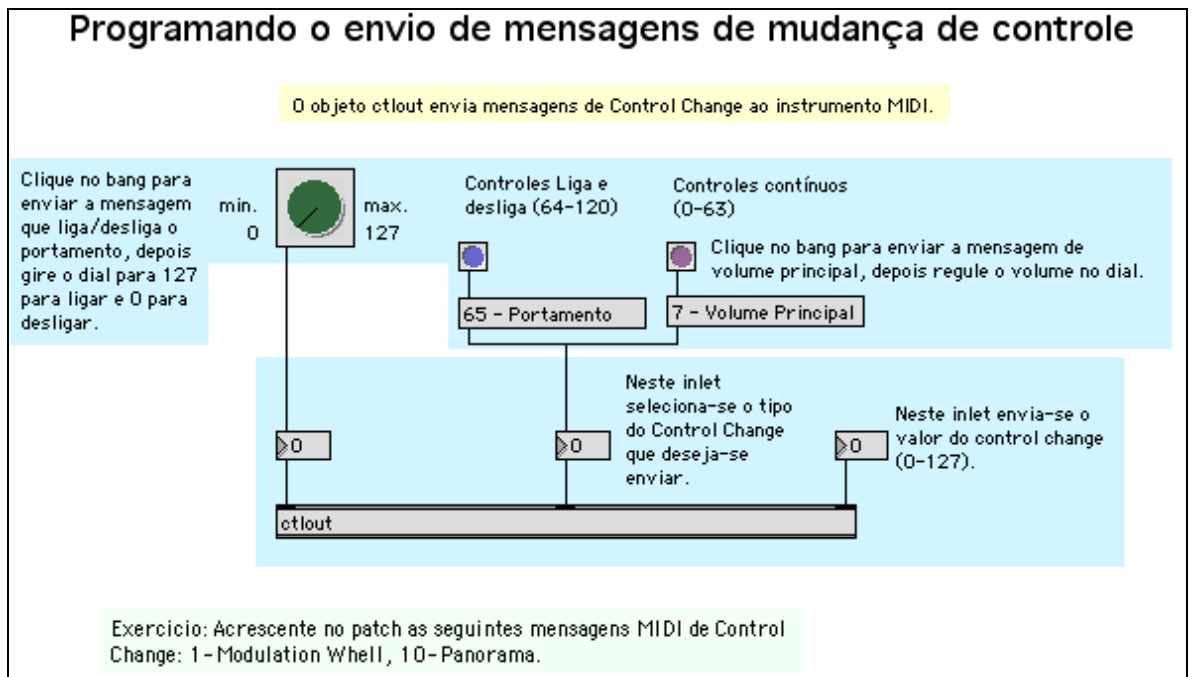 Programando o envio de mensagens de mudança de controle
O objeto ctlout envia mensagens de Control Change ao instrumento MIDI.
Clique no bang para
enviar a mensagem
que liga/desliga o
portamento, depois
gire o dial para 127
para ligar e 0 para
desligar.
min.
0
max.
127
Controles Liga e
desliga (64-120)
Controles contínuos
(0-63)
Clique no bang para enviar a mensagem de
volume principal, depois regule o volume no dial.
65 - Portamento
7 - Volume Principal
0
0
Neste inlet
seleciona-se o tipo
do Control Change
que deseja-se
enviar.
0
Neste inlet envia-se o
valor do control change
(0-127).
ctlout
Exercicio: Acrescente no patch as seguintes mensagens MIDI de Control
Change: 1-Modulation Whell, 10-Panorama.